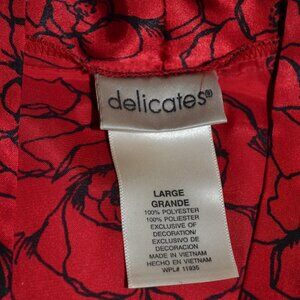 delicates®
LARGE
GRANDE
100% POLYESTER
100% POLIESTER
EXCLUSIVE OF
DECORATION/
EXCLUSIVO DE
DECORACION
MADE IN VIETNAM
HECHO EN VIETNAM
WPL# 11935